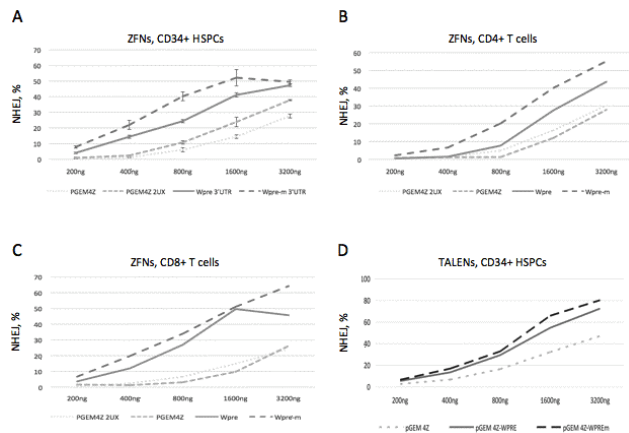 A
ZFNs, CD34+ HSPCs
NHEJ, %
70
60
50
40
30
20
10
0
200ng 400ng 800ng 1600ng 3200ng
PGEM4Z PGEM4Z 2UX Wpre 3'UTR Wpre-m 3'UTR
B
ZFNs, CD4+ T cells
NHEJ, %
60
50
40
30
20
10
0
200ng 400ng 800ng 1600ng 3200ng
PGEM4Z 2UX PGEM4Z Wpre Wpre-m
C
ZFNs, CD8+ T cells
NHEJ, %
70
60
50
40
30
20
10
0
200ng 400ng 800ng 1600ng 3200ng
PGEM4Z 2UX PGEM4Z Wpre Wpre-m
D
TALENs, CD34+ HSPCs
NHEJ, %
100
80
60
40
20
0
200ng 400ng 800ng 1600ng 3200ng
pGEM 4Z pGEM 4Z-WPRE pGEM 4Z-WPREm